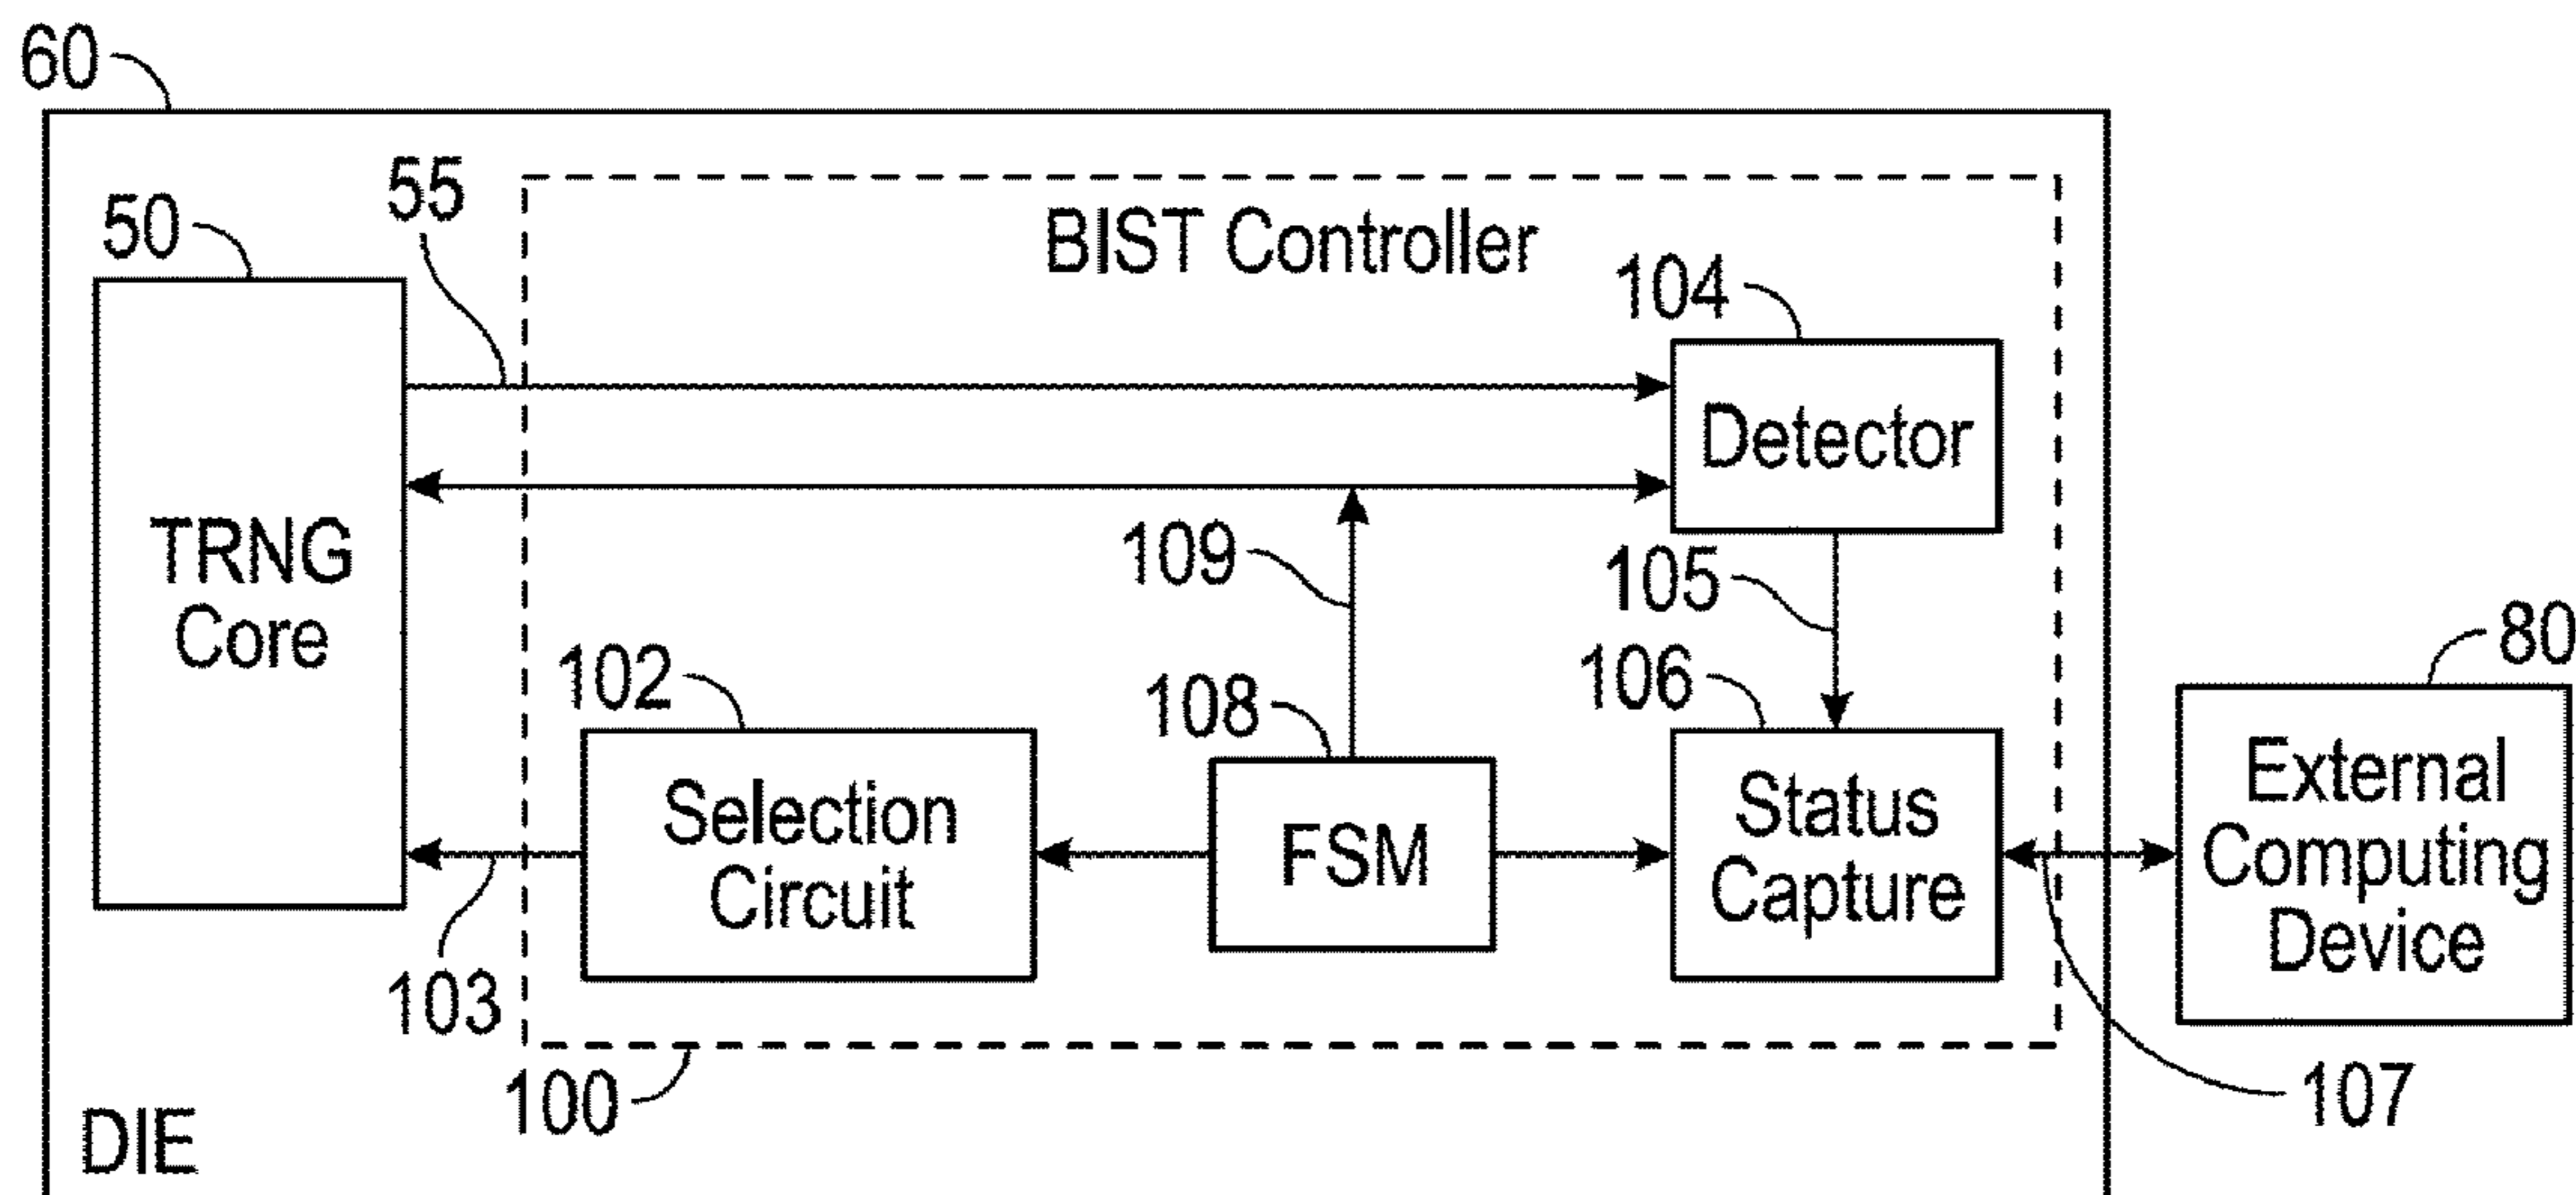 60
55
50
BIST Controller
104
Detector
TRNG
Core
109
105
102
108
106
80
Selection
Circuit
FSM
Status
Capture
External
Computing
Device
103
100
107
DIE